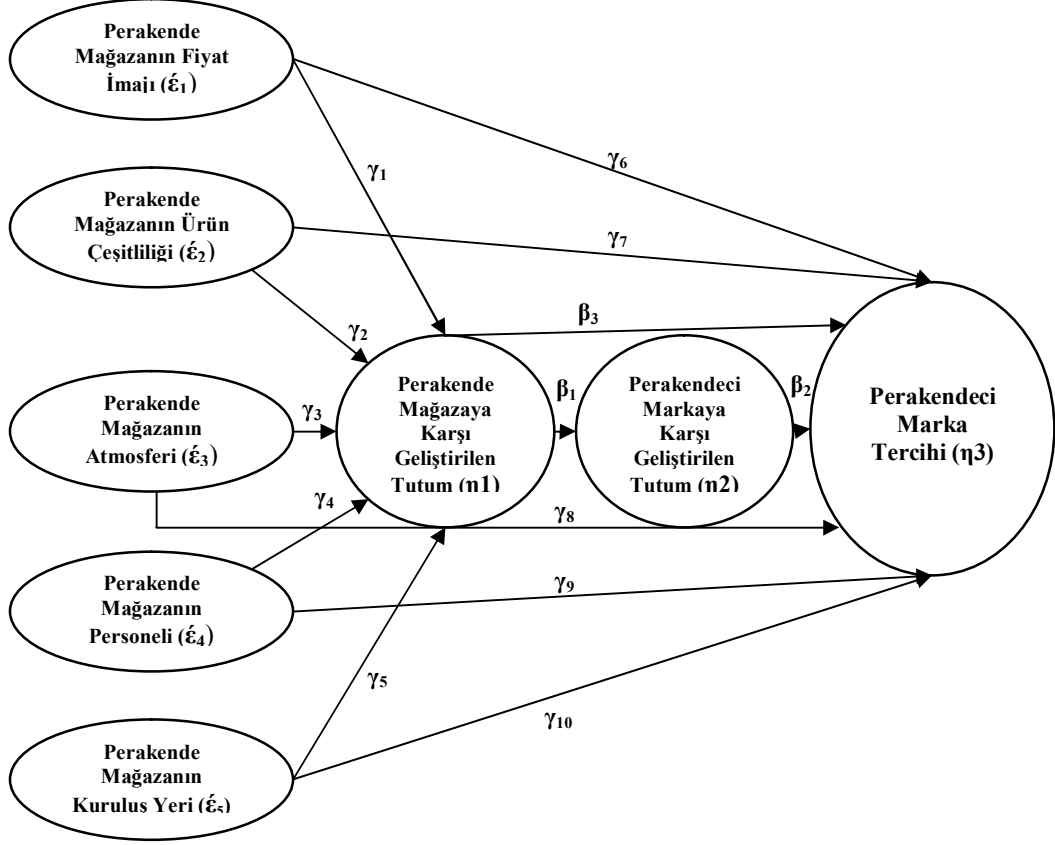 Perakende
Mağazanın Fiyat
İmajı (έ₁)
γ₆
γ₁
Perakende
Mağazanın Ürün
Çeşitliliği (έ₂)
γ₇
γ₂
β₃
Perakende
Mağazanın
Atmosferi (έ₃)
γ₃
Perakende
Mağazaya
Karşı
Geliştirilen
Tutum (η1)
β₁
Perakendeci
Markaya
Karşı
Geliştirilen
Tutum (η2)
β₂
Perakendeci
Marka
Tercihi (η3)
γ₄
γ₈
Perakende
Mağazanın
Personeli (έ₄)
γ₉
γ₅
γ₁₀
Perakende
Mağazanın
Kuruluş Yeri (έ₅)